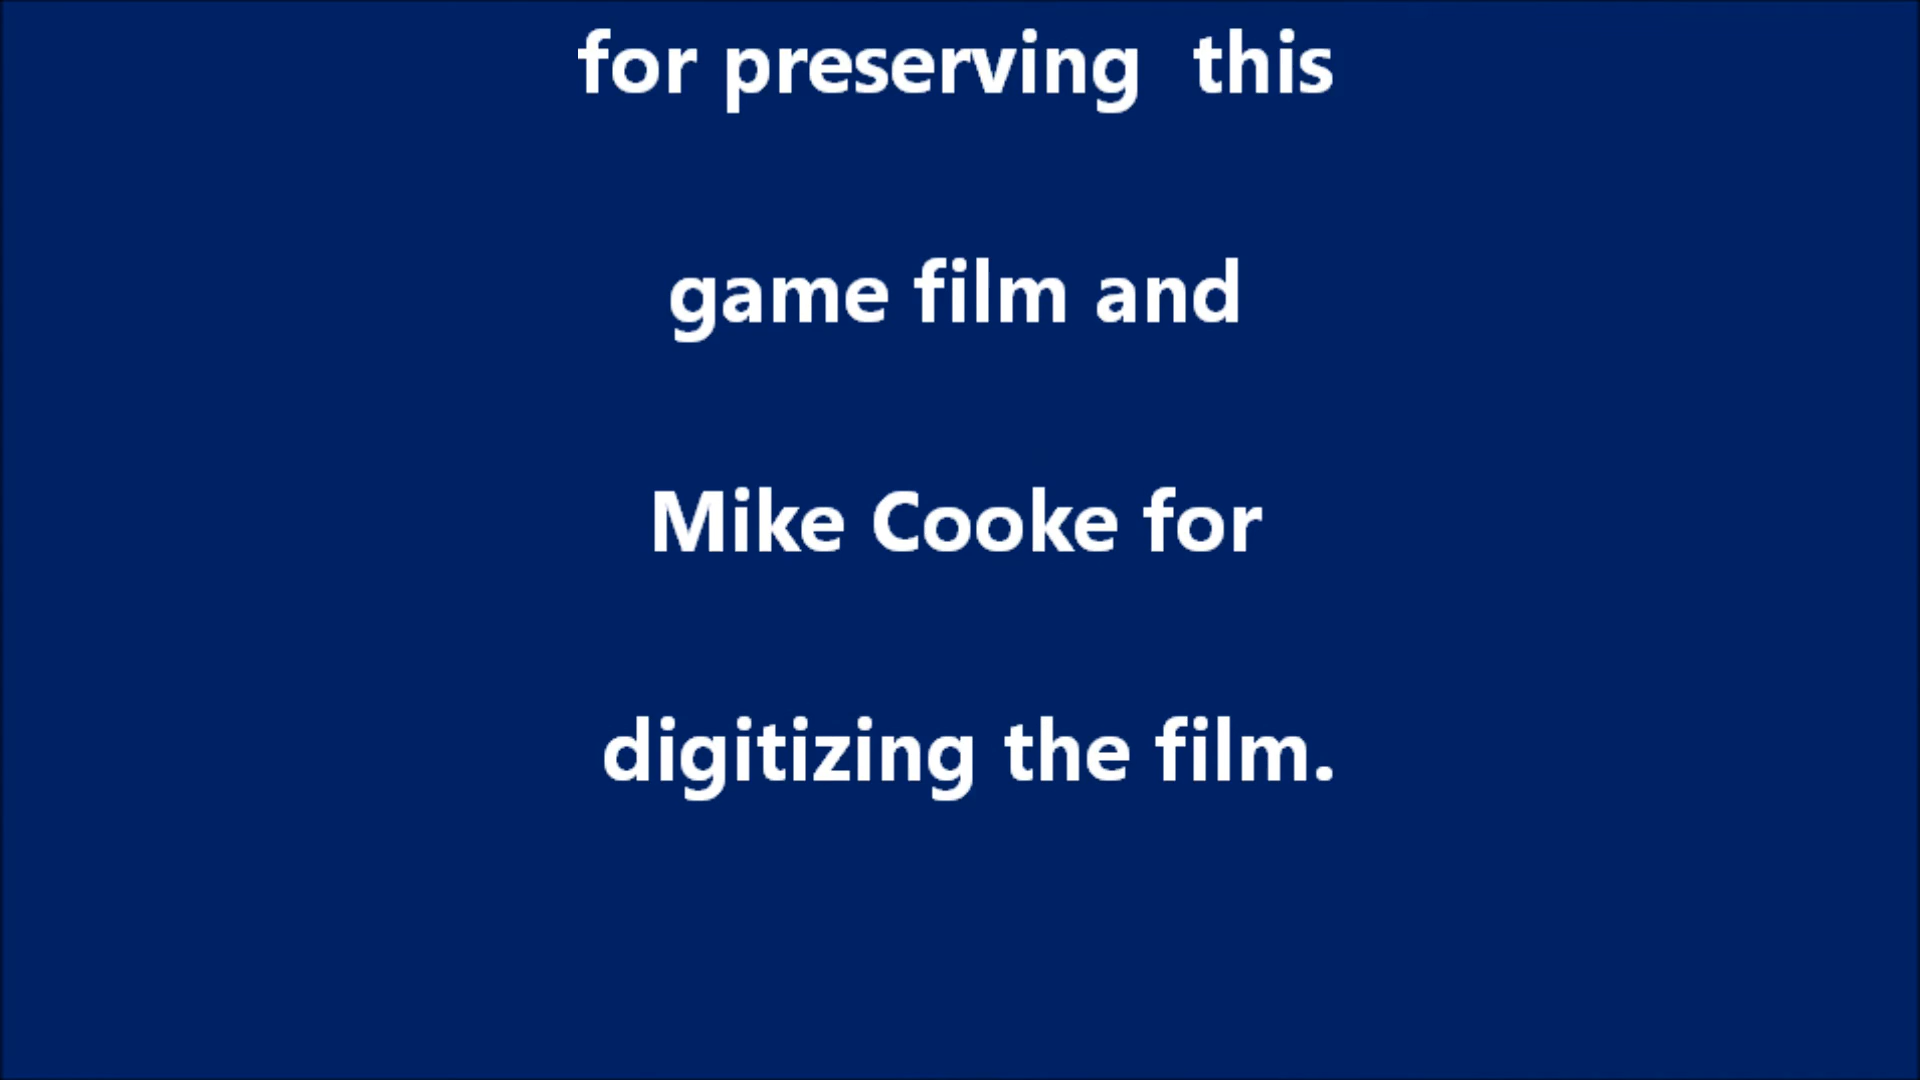 for preserving  this
game film and
Mike Cooke for
digitizing the film.